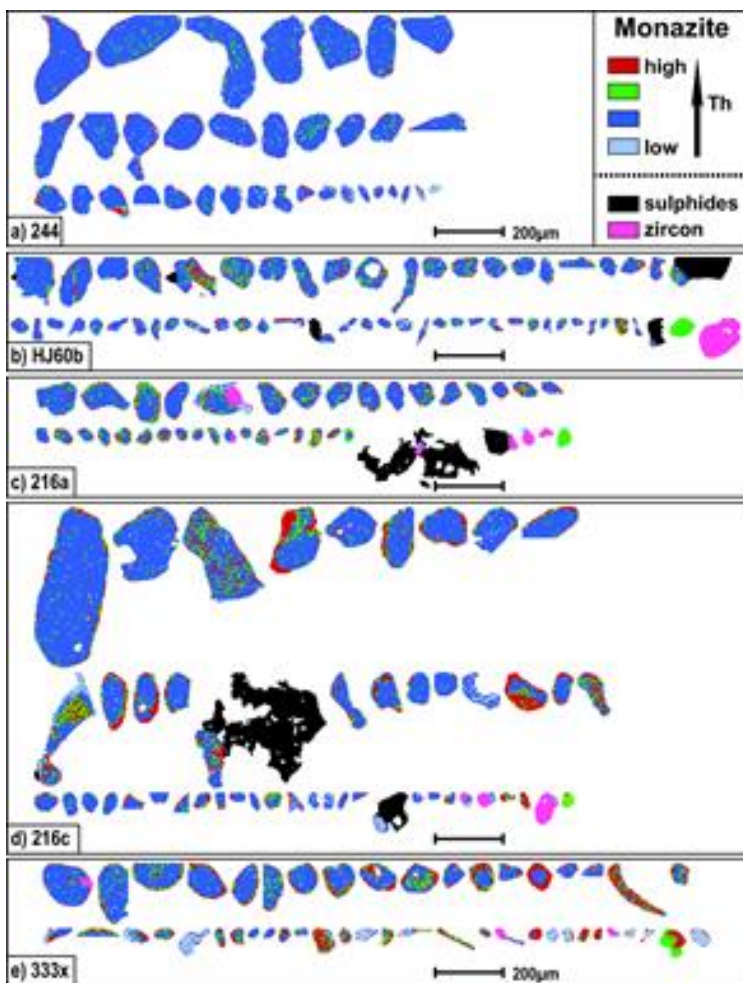 Monazite
high
Th
low
sulphides
zircon
a) 244
200µm
b) HJ60b
c) 216a
d) 216c
e) 333x
200µm